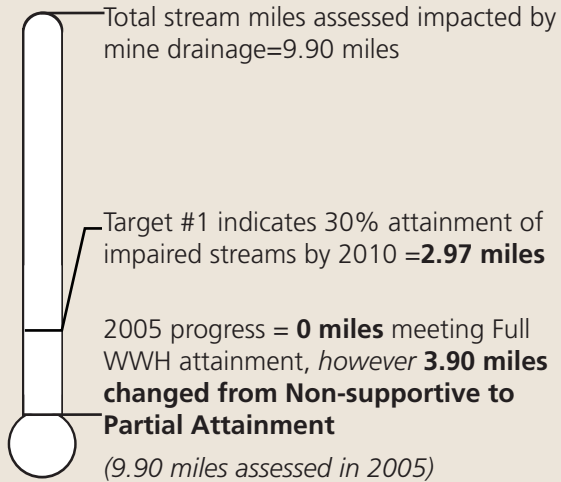 Total stream miles assessed impacted by
mine drainage=9.90 miles
Target #1 indicates 30% attainment of
impaired streams by 2010 =2.97 miles
2005 progress = 0 miles meeting Full
WWH attainment, however 3.90 miles
changed from Non-supportive to
Partial Attainment
(9.90 miles assessed in 2005)